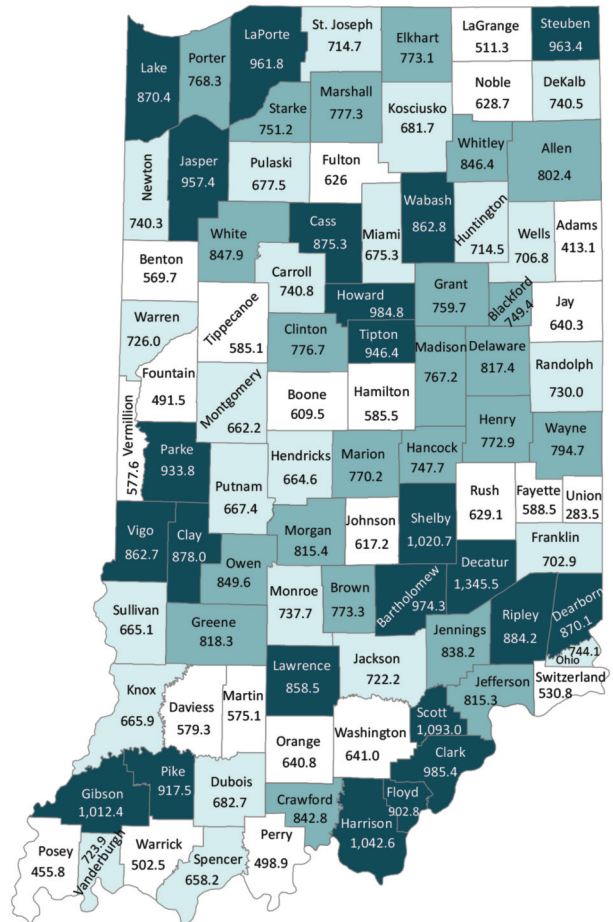 St. Joseph
714.7
Elkhart
773.1
LaGrange
511.3
Steuben
963.4
LaPorte
961.8
Porter
768.3
Lake
870.4
Noble
628.7
DeKalb
740.5
Marshall
777.3
Starke
751.2
Kosciusko
681.7
Whitley
846.4
Allen
802.4
Jasper
957.4
Newton
740.3
Pulaski
677.5
Fulton
626
Wabash
862.8
Huntington
714.5
Miami
675.3
Cass
875.3
White
847.9
Wells
706.8
Adams
413.1
Benton
569.7
Carroll
740.8
Howard
984.8
Grant
759.7
Blackford
749.4
Jay
640.3
Warren
726.0
Tippecanoe
585.1
Clinton
776.7
Tipton
946.4
Madison
767.2
Delaware
817.4
Randolph
730.0
Fountain
491.5
Montgomery
662.2
Boone
609.5
Hamilton
585.5
Henry
772.9
Wayne
794.7
Vermillion
577.6
Parke
933.8
Putnam
667.4
Hendricks
664.6
Marion
770.2
Hancock
747.7
Rush
629.1
Fayette
588.5
Union
283.5
Vigo
862.7
Clay
878.0
Owen
849.6
Morgan
815.4
Johnson
617.2
Shelby
1,020.7
Decatur
1,345.5
Franklin
702.9
Sullivan
665.1
Greene
818.3
Monroe
737.7
Brown
773.3
Bartholomew
974.3
Jennings
838.2
Ripley
884.2
Dearborn
870.1
744.1
Ohio
Switzerland
530.8
Jefferson
815.3
Jackson
722.2
Lawrence
858.5
Knox
665.9
Daviess
579.3
Martin
575.1
Orange
640.8
Washington
641.0
Scott
1,093.0
Clark
985.4
Floyd
902.8
Harrison
1,042.6
Crawford
842.8
Dubois
682.7
Pike
917.5
Gibson
1,012.4
Posey
455.8
723.9
Vanderburgh
Warrick
502.5
Spencer
658.2
Perry
498.9